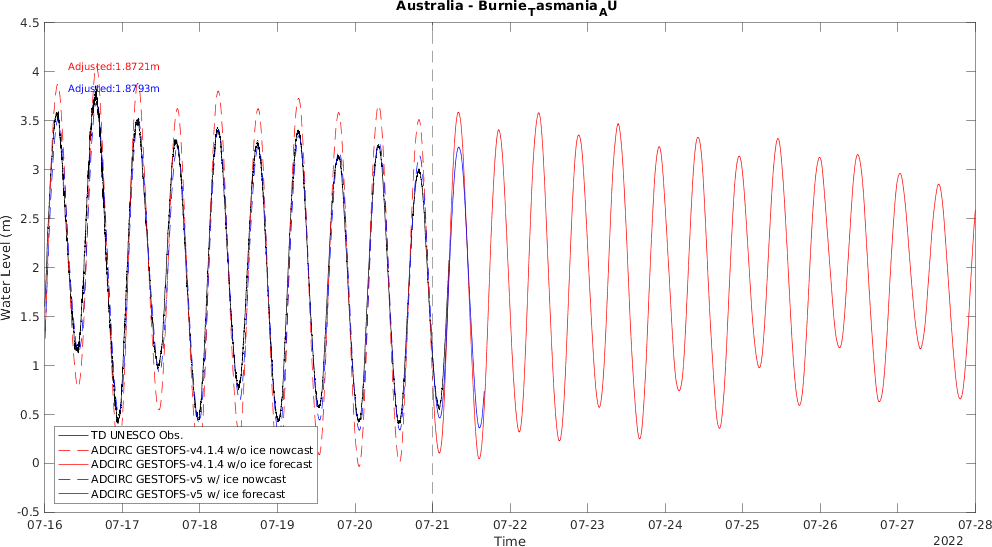 Australia - Burnie_Tasmania_AU
4.5
4
3.5
3
2.5
2
1.5
1
0.5
0
-0.5
Water Level (m)
Adjusted:1.8721m
Adjusted:1.8793m
TD UNESCO Obs.
ADCIRC GESTOFS-v4.1.4 w/o ice nowcast
ADCIRC GESTOFS-v4.1.4 w/o ice forecast
ADCIRC GESTOFS-v5 w/ ice nowcast
ADCIRC GESTOFS-v5 w/ ice forecast
07-16 07-17 07-18 07-19 07-20 07-21 07-22 07-23 07-24 07-25 07-26 07-27 07-28
Time
2022